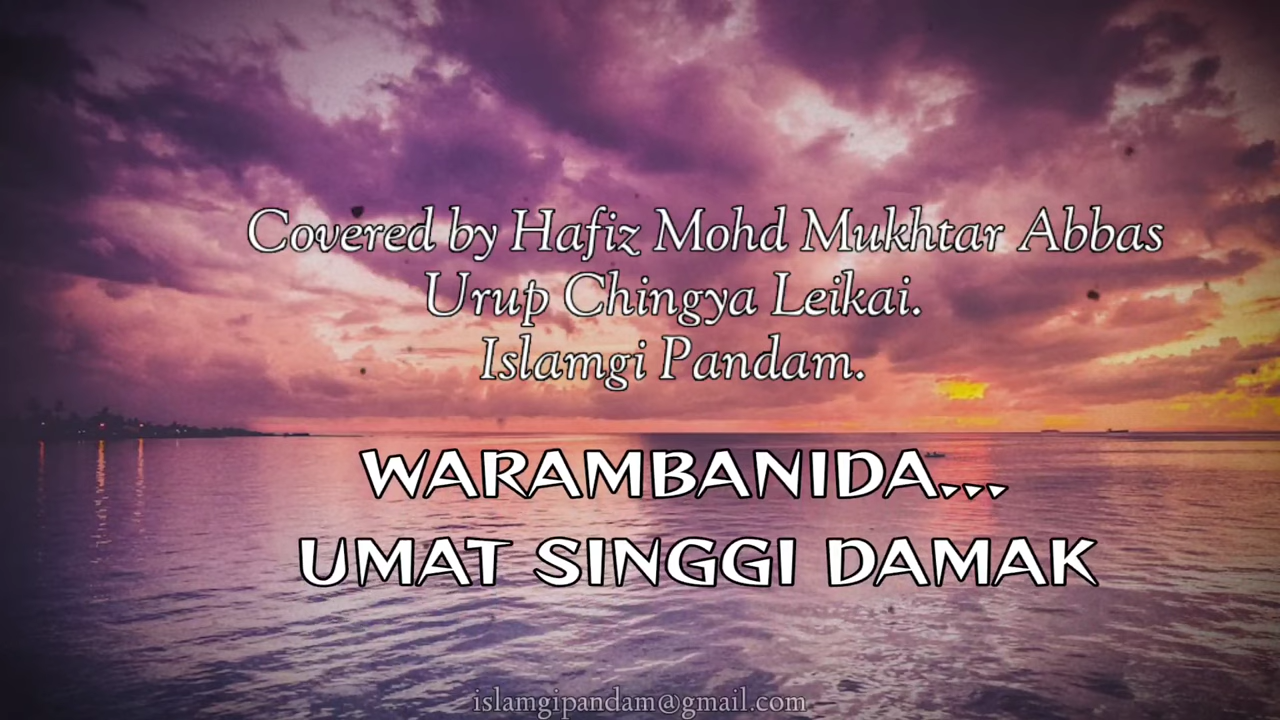 Covered by Hafiz Mohd Mukhtar Abbas
Urup Chingya Leikai.
Islamgi Pandam.
WARAMBANIDA...
UMAT SINGGI DAMAK
islamgipandam@gmail.com